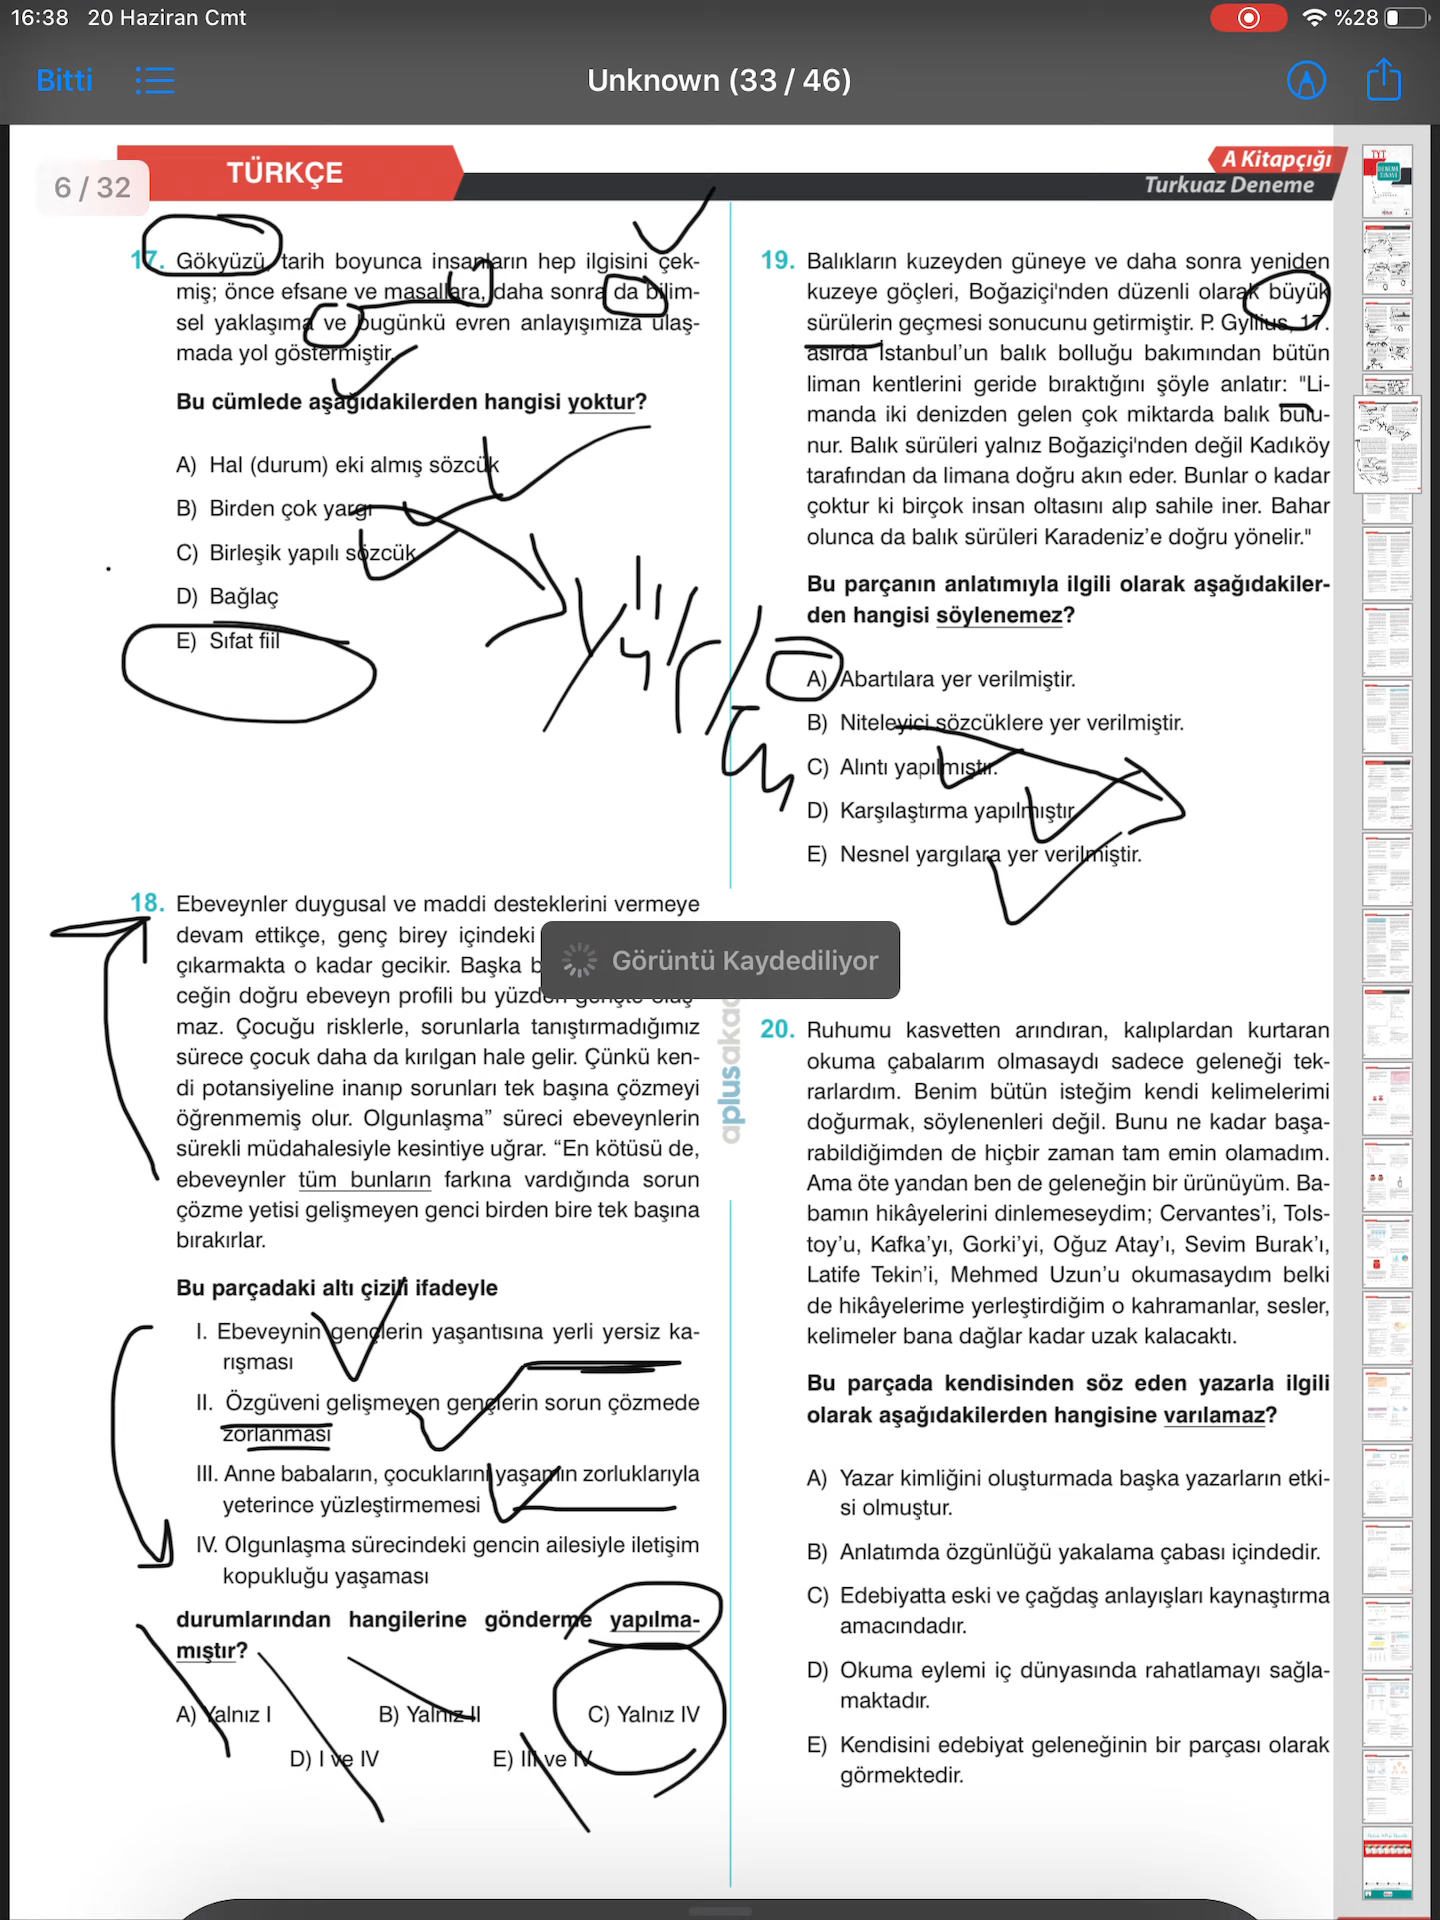 16:38 20 Haziran Cmt
%28
Bitti
Unknown (33 / 46)
6 / 32
TÜRKÇE
A Kitapçığı
Turkuaz Deneme
17. Gökyüzü, tarih boyunca insanların hep ilgisini çek-
miş; önce efsane ve masallara, daha sonra da bilim-
sel yaklaşıma ve bugünkü evren anlayışımıza ulaş-
mada yol göstermiştir.
Bu cümlede aşağıdakilerden hangisi yoktur?
A) Hal (durum) eki almış sözcük
B) Birden çok yargı
C) Birleşik yapılı sözcük
D) Bağlaç
E) Sıfat fiil
18. Ebeveynler duygusal ve maddi desteklerini vermeye
devam ettikçe, genç birey içindeki
çıkarmakta o kadar gecikir. Başka
ceğin doğru ebeveyn profili bu yüzden gençte oluş-
maz. Çocuğu risklerle, sorunlarla tanıştırmadığımız
sürece çocuk daha da kırılgan hale gelir. Çünkü ken-
di potansiyeline inanıp sorunları tek başına çözmeyi
öğrenmemiş olur. Olgunlaşma” süreci ebeveynlerin
sürekli müdahalesiyle kesintiye uğrar. “En kötüsü de,
ebeveynler tüm bunların farkına vardığında sorun
çözme yetisi gelişmeyen genci birden bire tek başına
bırakırlar.
Bu parçadaki altı çizili ifadeyle
I. Ebeveynin gençlerin yaşantısına yerli yersiz ka-
rışması
II. Özgüveni gelişmeyen gençlerin sorun çözmede
zorlanması
III. Anne babaların, çocuklarını yaşamın zorluklarıyla
yeterince yüzleştirmemesi
IV. Olgunlaşma sürecindeki gencin ailesiyle iletişim
kopukluğu yaşaması
durumlarından hangilerine gönderme yapılma-
mıştır?
A) Yalnız I B) Yalnız II C) Yalnız IV
D) I ve IV E) III ve IV
Görüntü Kaydediliyor
aplusakad
19. Balıkların kuzeyden güneye ve daha sonra yeniden
kuzeye göçleri, Boğaziçi'nden düzenli olarak büyük
sürülerin geçmesi sonucunu getirmiştir. P. Gyllius, 17.
asırda İstanbul’un balık bolluğu bakımından bütün
liman kentlerini geride bıraktığını şöyle anlatır: "Li-
manda iki denizden gelen çok miktarda balık bulu-
nur. Balık sürüleri yalnız Boğaziçi'nden değil Kadıköy
tarafından da limana doğru akın eder. Bunlar o kadar
çoktur ki birçok insan oltasını alıp sahile iner. Bahar
olunca da balık sürüleri Karadeniz’e doğru yönelir."
Bu parçanın anlatımıyla ilgili olarak aşağıdakiler-
den hangisi söylenemez?
A) Abartılara yer verilmiştir.
B) Niteleyici sözcüklere yer verilmiştir.
C) Alıntı yapılmıştır.
D) Karşılaştırma yapılmıştır.
E) Nesnel yargılara yer verilmiştir.
20. Ruhumu kasvetten arındıran, kalıplardan kurtaran
okuma çabalarım olmasaydı sadece geleneği tek-
rarlardım. Benim bütün isteğim kendi kelimelerimi
doğurmak, söylenenleri değil. Bunu ne kadar başa-
rabildiğimden de hiçbir zaman tam emin olamadım.
Ama öte yandan ben de geleneğin bir ürünüyüm. Ba-
bamın hikâyelerini dinlemeseydim; Cervantes’i, Tols-
toy’u, Kafka’yı, Gorki’yi, Oğuz Atay’ı, Sevim Burak’ı,
Latife Tekin’i, Mehmed Uzun’u okumasaydım belki
de hikâyelerime yerleştirdiğim o kahramanlar, sesler,
kelimeler bana dağlar kadar uzak kalacaktı.
Bu parçada kendisinden söz eden yazarla ilgili
olarak aşağıdakilerden hangisine varılamaz?
A) Yazar kimliğini oluşturmada başka yazarların etki-
si olmuştur.
B) Anlatımda özgünlüğü yakalama çabası içindedir.
C) Edebiyatta eski ve çağdaş anlayışları kaynaştırma
amacındadır.
D) Okuma eylemi iç dünyasında rahatlamayı sağla-
maktadır.
E) Kendisini edebiyat geleneğinin bir parçası olarak
görmektedir.